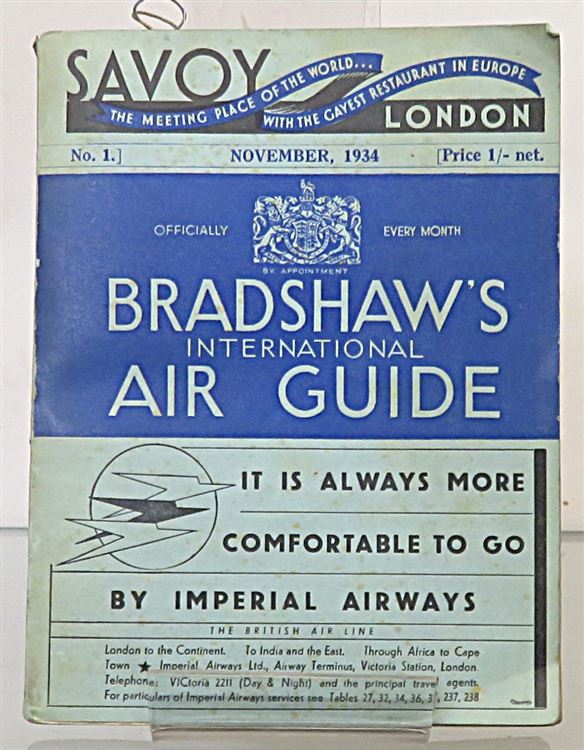 SAVOY
THE MEETING PLACE OF THE WORLD...
WITH THE GAYEST RESTAURANT IN EUROPE
LONDON
No. 1.] NOVEMBER, 1934 [Price 1/- net.
OFFICIALLY EVERY MONTH
BY APPOINTMENT
BRADSHAW'S
INTERNATIONAL
AIR GUIDE
IT IS ALWAYS MORE
COMFORTABLE TO GO
BY IMPERIAL AIRWAYS
THE BRITISH AIR LINE
London to the Continent. To India and the East. Through Africa to Cape
Town ★ Imperial Airways Ltd., Airway Terminus, Victoria Station, London.
Telephone: VICtoria 2211 (Day & Night) and the principal travel agents.
For particulars of Imperial Airways services see Tables 27, 32, 34, 36, 237, 238